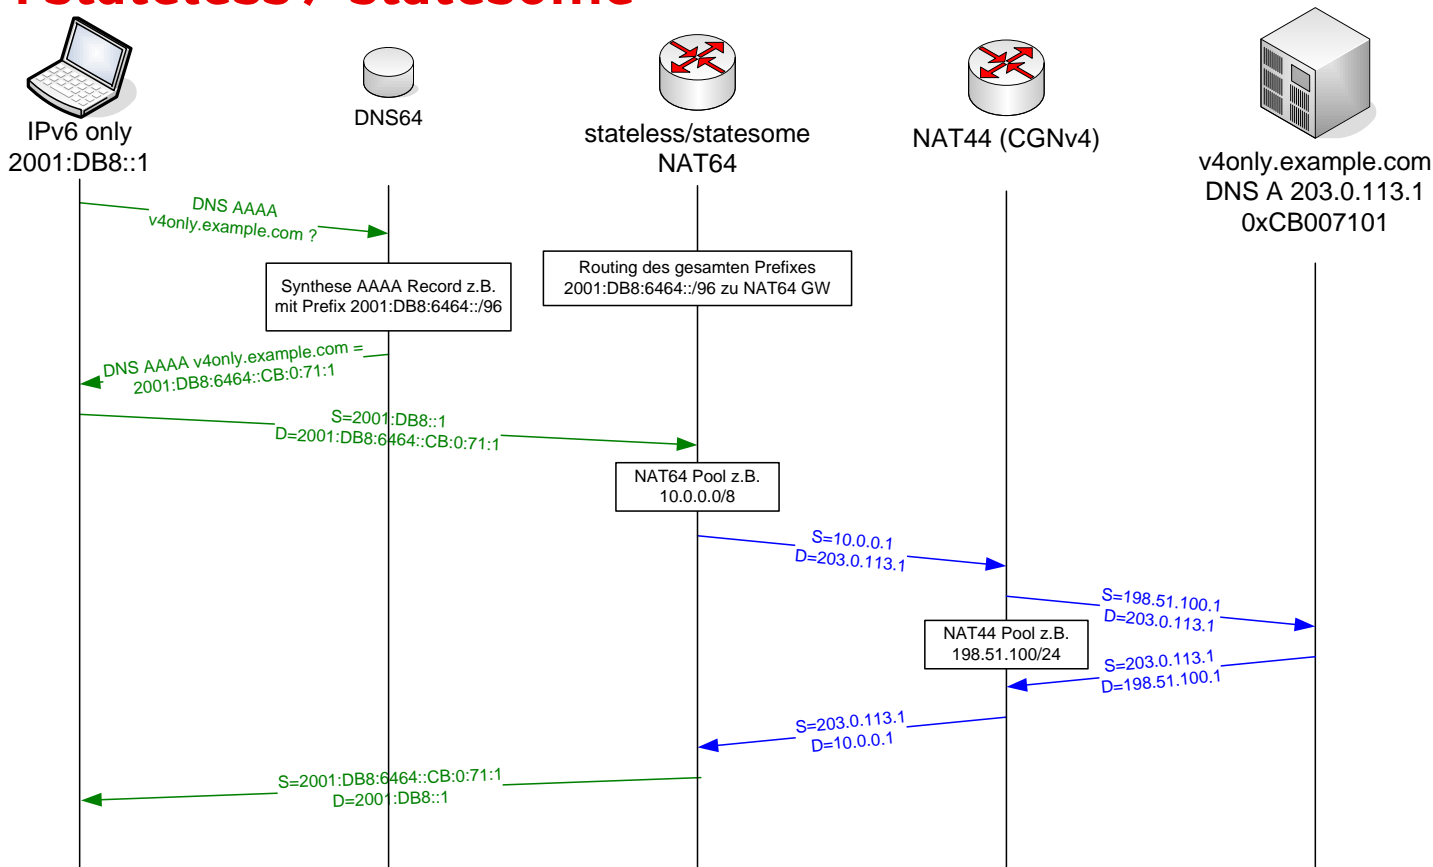 stateless / statesome
IPv6 only
2001:DB8::1
DNS64
stateless/statesome
NAT64
NAT44 (CGNv4)
v4only.example.com
DNS A 203.0.113.1
0xCB007101
DNS AAAA
v4only.example.com ?
Synthese AAAA Record z.B.
mit Prefix 2001:DB8:6464::/96
Routing des gesamten Prefixes
2001:DB8:6464::/96 zu NAT64 GW
DNS AAAA v4only.example.com =
2001:DB8:6464::CB:0:71:1
S=2001:DB8::1
D=2001:DB8:6464::CB:0:71:1
NAT64 Pool z.B.
10.0.0.0/8
S=10.0.0.1
D=203.0.113.1
S=198.51.100.1
D=203.0.113.1
NAT44 Pool z.B.
198.51.100/24
S=203.0.113.1
D=198.51.100.1
S=203.0.113.1
D=10.0.0.1
S=2001:DB8:6464::CB:0:71:1
D=2001:DB8::1